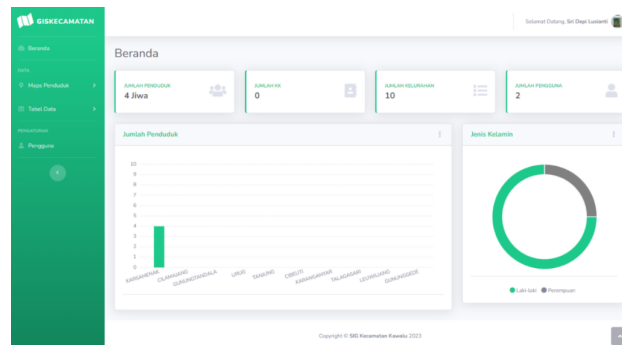 GISKECAMATAN
Selamat Datang, Sri Depi Lusianti
Beranda
Beranda
DATA
Maps Penduduk
Tabel Data
PENGATURAN
Pengguna
JUMLAH PENDUDUK
4 Jiwa
JUMLAH KK
0
JUMLAH KELURAHAN
10
JUMLAH PENGGUNA
2
Jumlah Penduduk
10
9
8
7
6
5
4
3
2
1
0
KARSAMENAK CILAMAJANG GUNUNGTANDALA URUG TANJUNG CIBEUTI KARANGANYAR TALAGASARI LEUWILIANG GUNUNGGEDE
Jenis Kelamin
Laki-laki Perempuan
Copyright © SIG Kecamatan Kawalu 2023